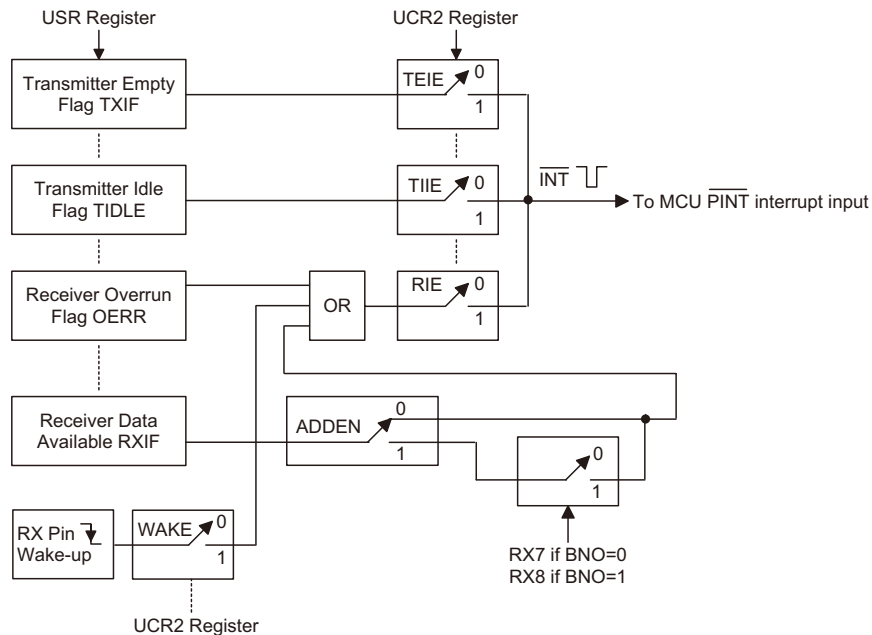 USR Register
UCR2 Register
Transmitter Empty
Flag TXIF
TEIE
0
1
Transmitter Idle
Flag TIDLE
TIIE
0
1
INT
To MCU PINT interrupt input
Receiver Overrun
Flag OERR
OR
RIE
0
1
Receiver Data
Available RXIF
ADDEN
0
1
0
1
RX Pin
Wake-up
WAKE
0
1
RX7 if BNO=0
RX8 if BNO=1
UCR2 Register